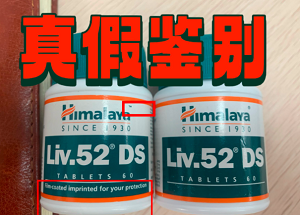 真假鉴别
Himalaya
SINCE 1930
Liv.52® DS
TABLETS 60
Film-coated imprinted for your protection
Himalaya
SINCE 1930
Liv.52® DS
TABLETS 60